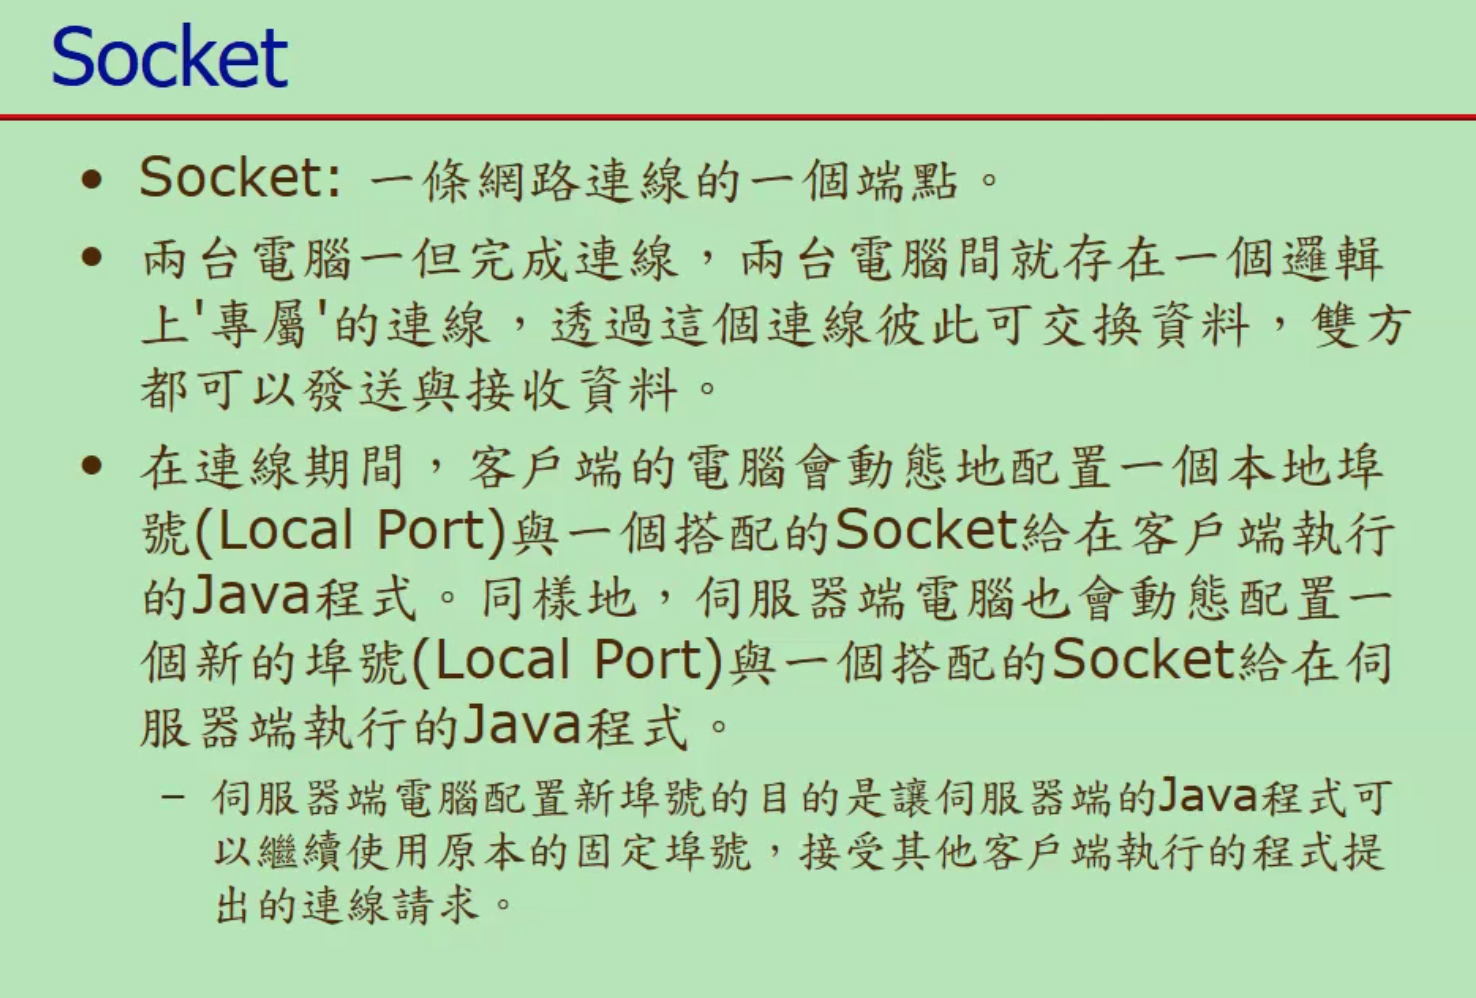 Socket
• Socket: 一條網路連線的一個端點。
• 兩台電腦一但完成連線，兩台電腦間就存在一個邏輯
上'專屬'的連線，透過這個連線彼此可交換資料，雙方
都可以發送與接收資料。
• 在連線期間，客戶端的電腦會動態地配置一個本地埠
號(Local Port)與一個搭配的Socket給在客戶端執行
的Java程式。同樣地，伺服器端電腦也會動態配置一
個新的埠號(Local Port)與一個搭配的Socket給在伺
服器端執行的Java程式。
– 伺服器端電腦配置新埠號的目的是讓伺服器端的Java程式可
以繼續使用原本的固定埠號，接受其他客戶端執行的程式提
出的連線請求。